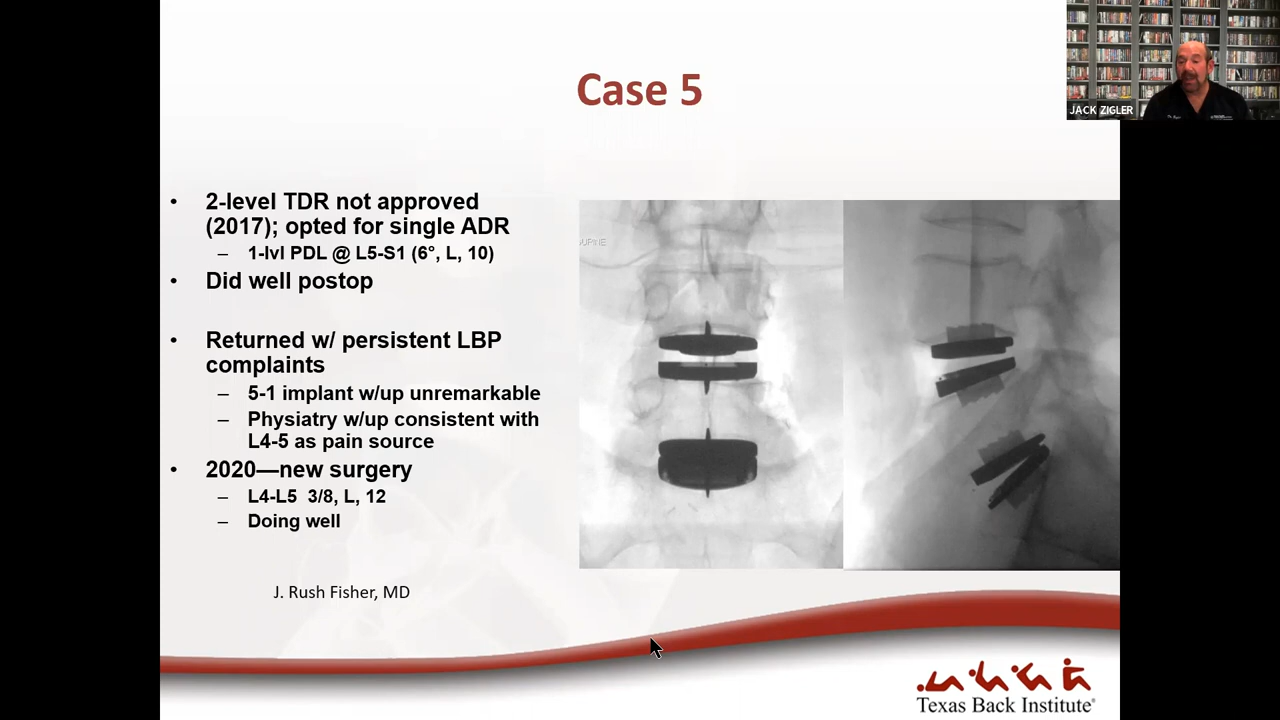 JACK ZIGLER
Case 5
• 2-level TDR not approved
(2017); opted for single ADR
– 1-lvl PDL @ L5-S1 (6°, L, 10)
• Did well postop
• Returned w/ persistent LBP
complaints
– 5-1 implant w/up unremarkable
– Physiatry w/up consistent with
L4-5 as pain source
• 2020—new surgery
– L4-L5 3/8, L, 12
– Doing well
SUPINE
J. Rush Fisher, MD
Texas Back Institute®